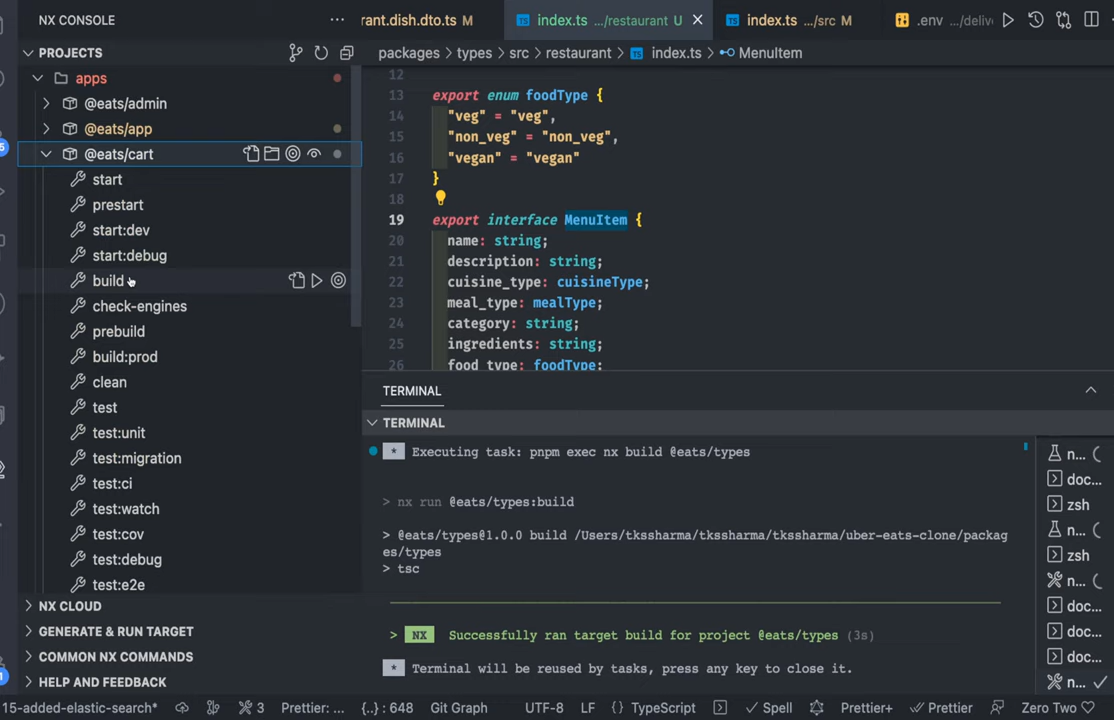 NX CONSOLE
PROJECTS
apps
@eats/admin
@eats/app
@eats/cart
start
prestart
start:dev
start:debug
build
check-engines
prebuild
build:prod
clean
test
test:unit
test:migration
test:ci
test:watch
test:cov
test:debug
test:e2e
NX CLOUD
GENERATE & RUN TARGET
COMMON NX COMMANDS
HELP AND FEEDBACK
rant.dish.dto.ts 4
index.ts .../restaurant U
index.ts .../src M
.env .../deliv
packages > types > src > restaurant > index.ts > MenuItem
12
13 export enum foodType {
14 "veg" = "veg",
15 "non_veg" = "non_veg",
16 "vegan" = "vegan"
17 }
18
19 export interface MenuItem {
20 name: string;
21 description: string;
22 cuisine_type: cuisineType;
23 meal_type: mealType;
24 category: string;
25 ingredients: string;
26 food_type: foodType;
TERMINAL
TERMINAL
* Executing task: pnpm exec nx build @eats/types
> nx run @eats/types:build
> @eats/types@1.0.0 build /Users/tkssharma/tkssharma/tkssharma/uber-eats-clone/packag
es/types
> tsc
> NX Successfully ran target build for project @eats/types (3s)
* Terminal will be reused by tasks, press any key to close it.
n...
doc...
zsh
n...
zsh
n...
doc...
doc...
doc...
n...
15-added-elastic-search* 3 Prettier: ... {..} : 648 Git Graph UTF-8 LF {} TypeScript Spell Prettier+ Prettier Zero Two